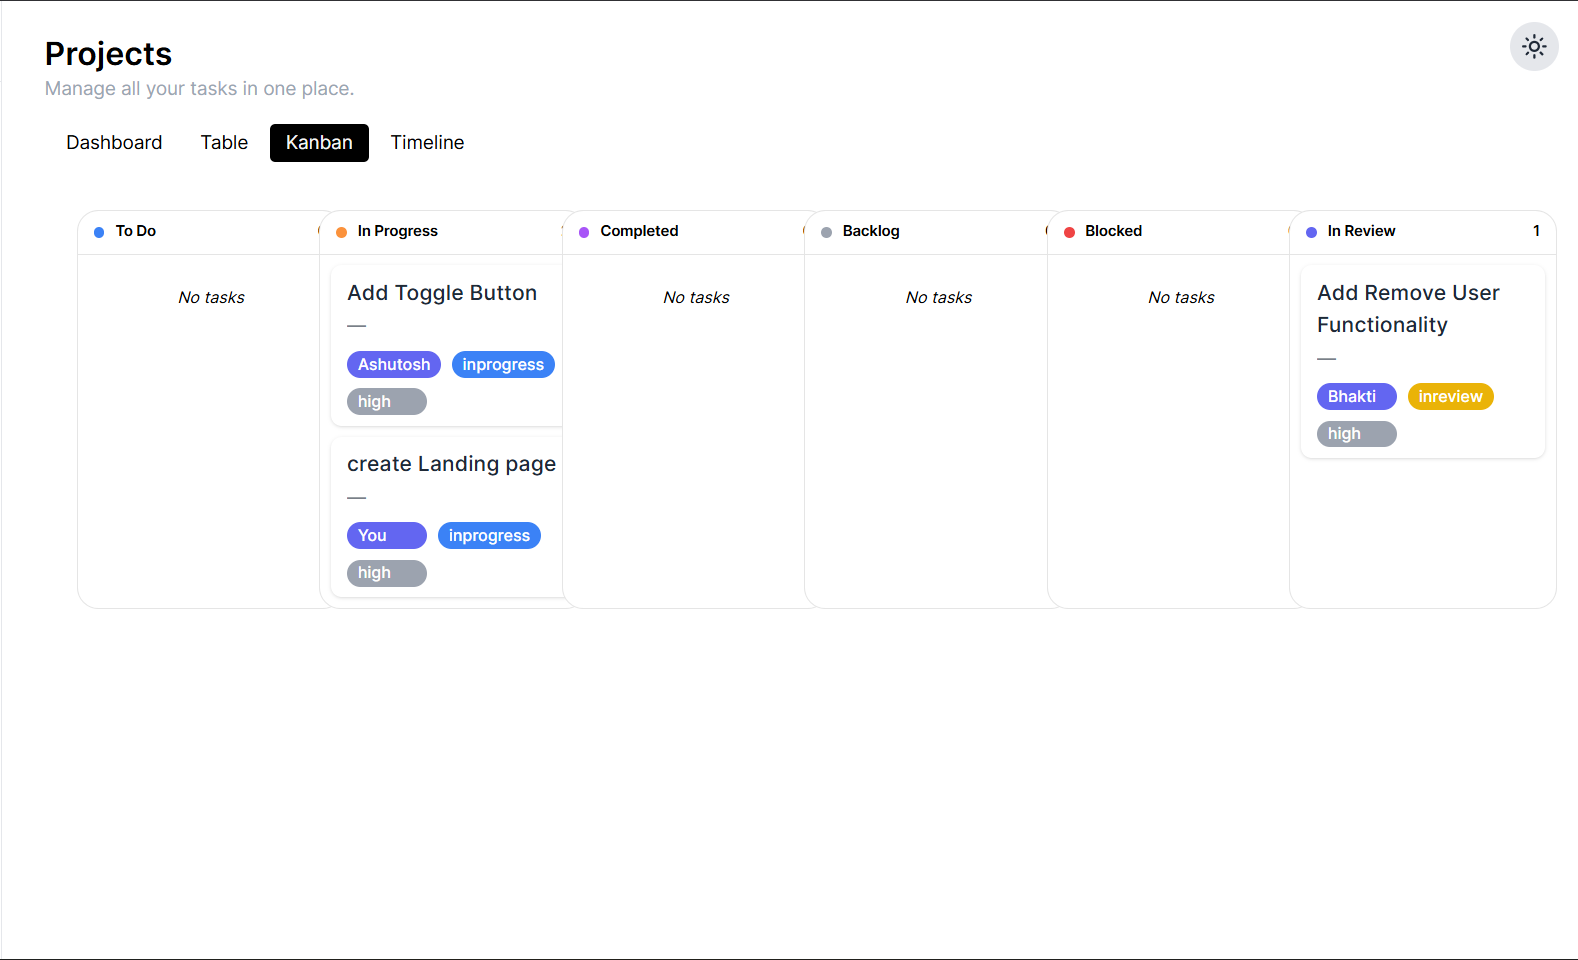 Projects
Manage all your tasks in one place.
Dashboard Table Kanban Timeline
To Do
No tasks
In Progress
Add Toggle Button
—
Ashutosh inprogress
high
create Landing page
—
You inprogress
high
Completed
No tasks
Backlog
No tasks
Blocked
No tasks
In Review 1
Add Remove User
Functionality
—
Bhakti inreview
high